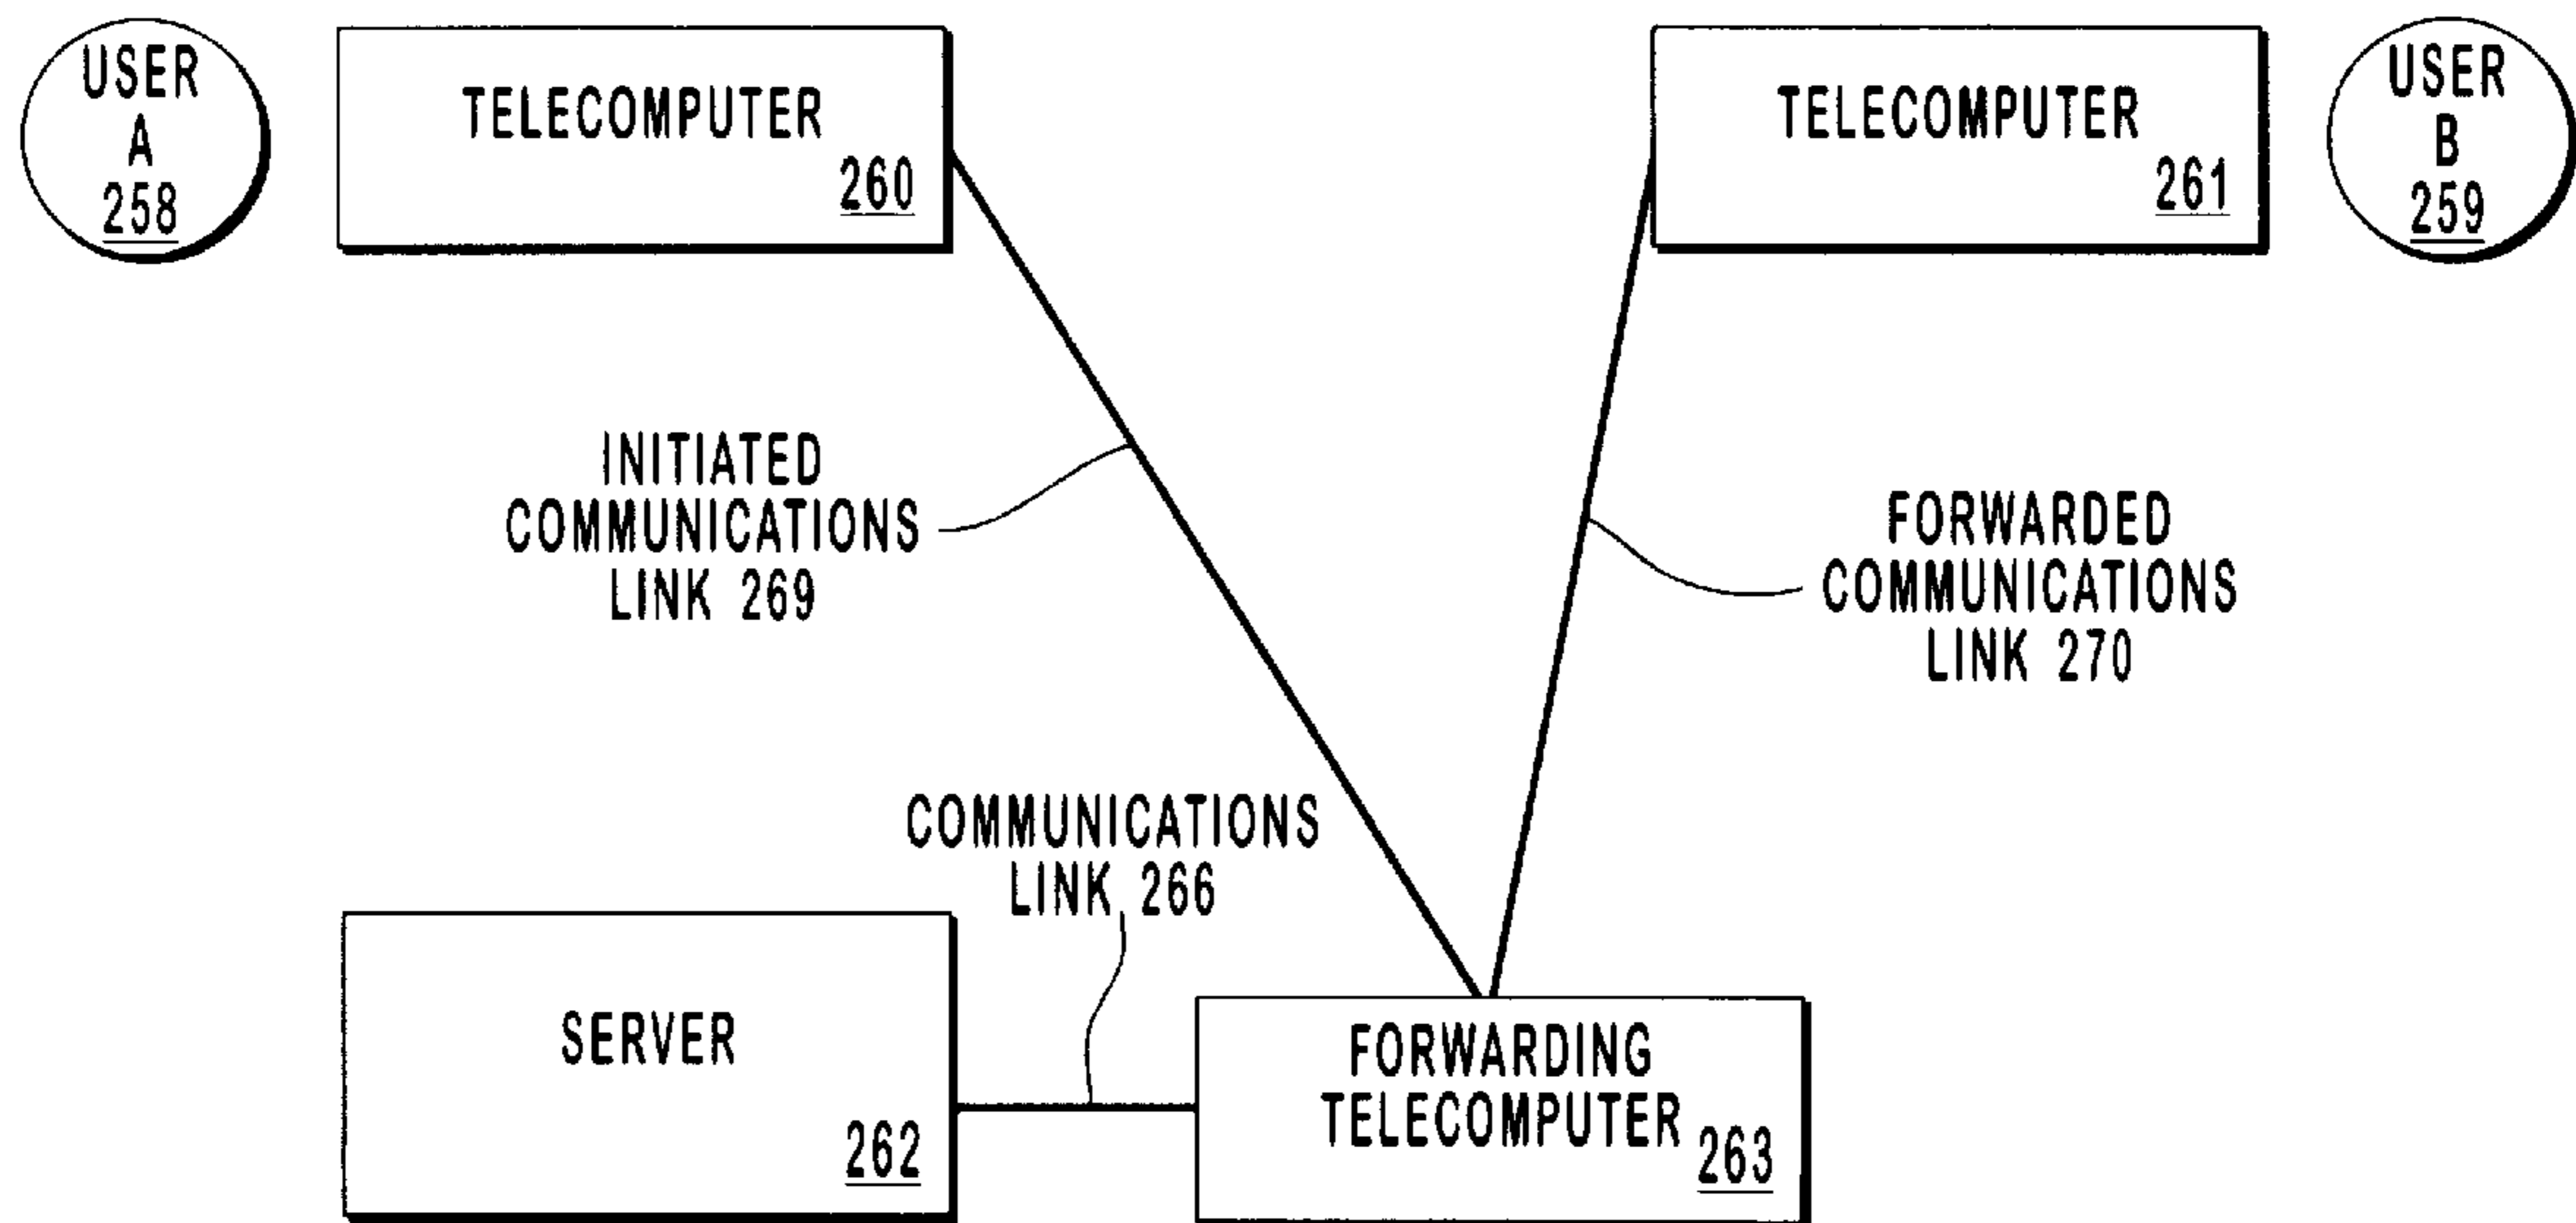 USER
A
258
TELECOMPUTER
260
TELECOMPUTER
261
USER
B
259
INITIATED
COMMUNICATIONS
LINK 269
FORWARDED
COMMUNICATIONS
LINK 270
COMMUNICATIONS
LINK 266
SERVER
262
FORWARDING
TELECOMPUTER
263